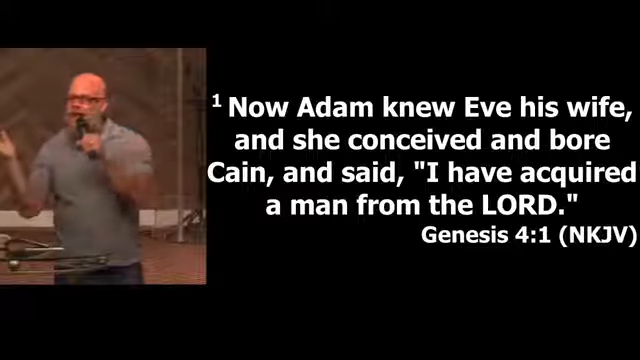 1 Now Adam knew Eve his wife,
and she conceived and bore
Cain, and said, "I have acquired
a man from the LORD."
Genesis 4:1 (NKJV)